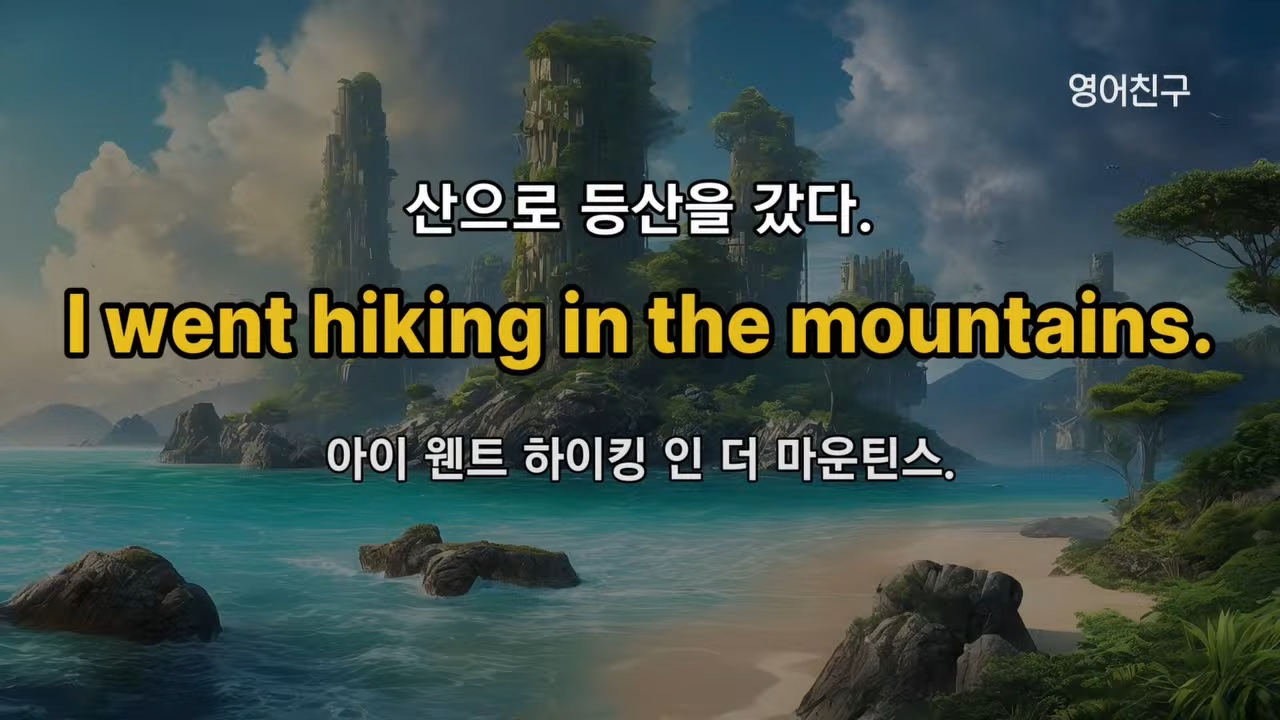 영어친구
산으로 등산을 갔다.
I went hiking in the mountains.
아이 웬트 하이킹 인 더 마운틴스.